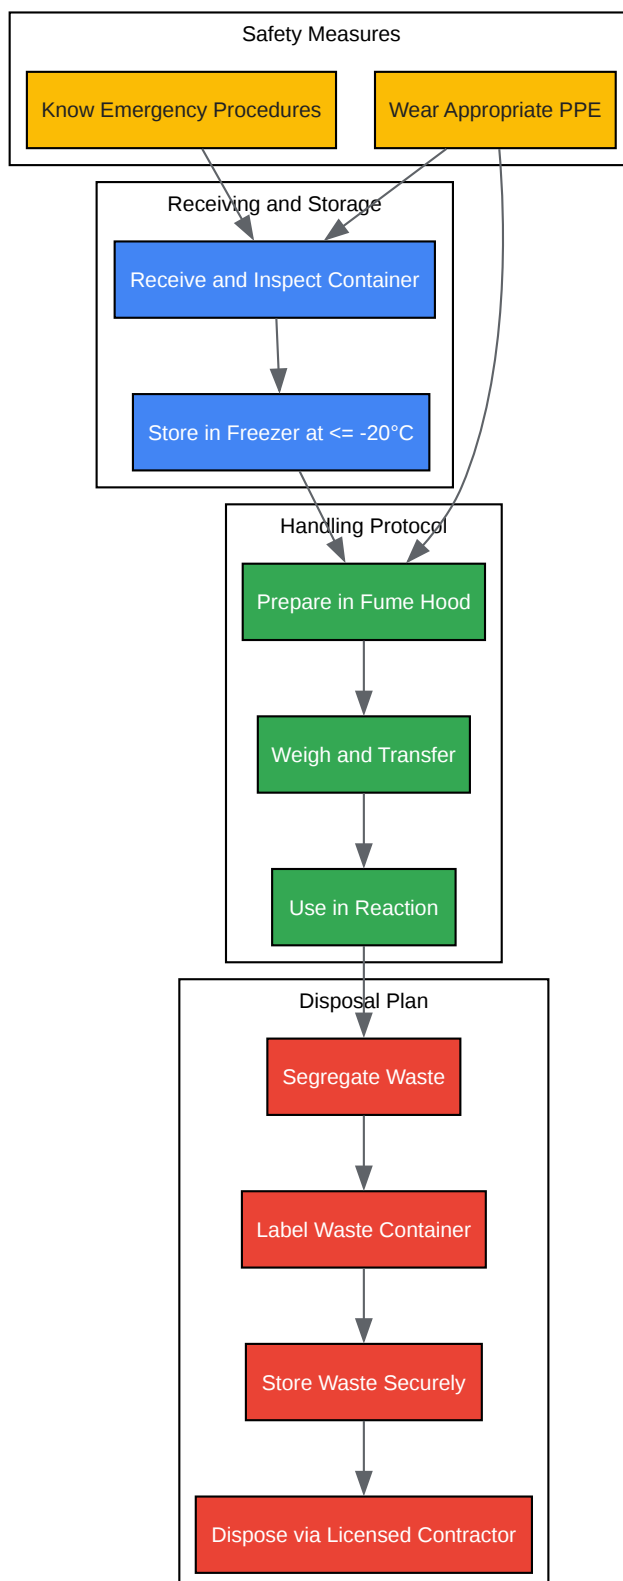 Safety Measures
Know Emergency Procedures
Wear Appropriate PPE
Receiving and Storage
Receive and Inspect Container
Store in Freezer at <= -20°C
Handling Protocol
Prepare in Fume Hood
Weigh and Transfer
Use in Reaction
Disposal Plan
Segregate Waste
Label Waste Container
Store Waste Securely
Dispose via Licensed Contractor